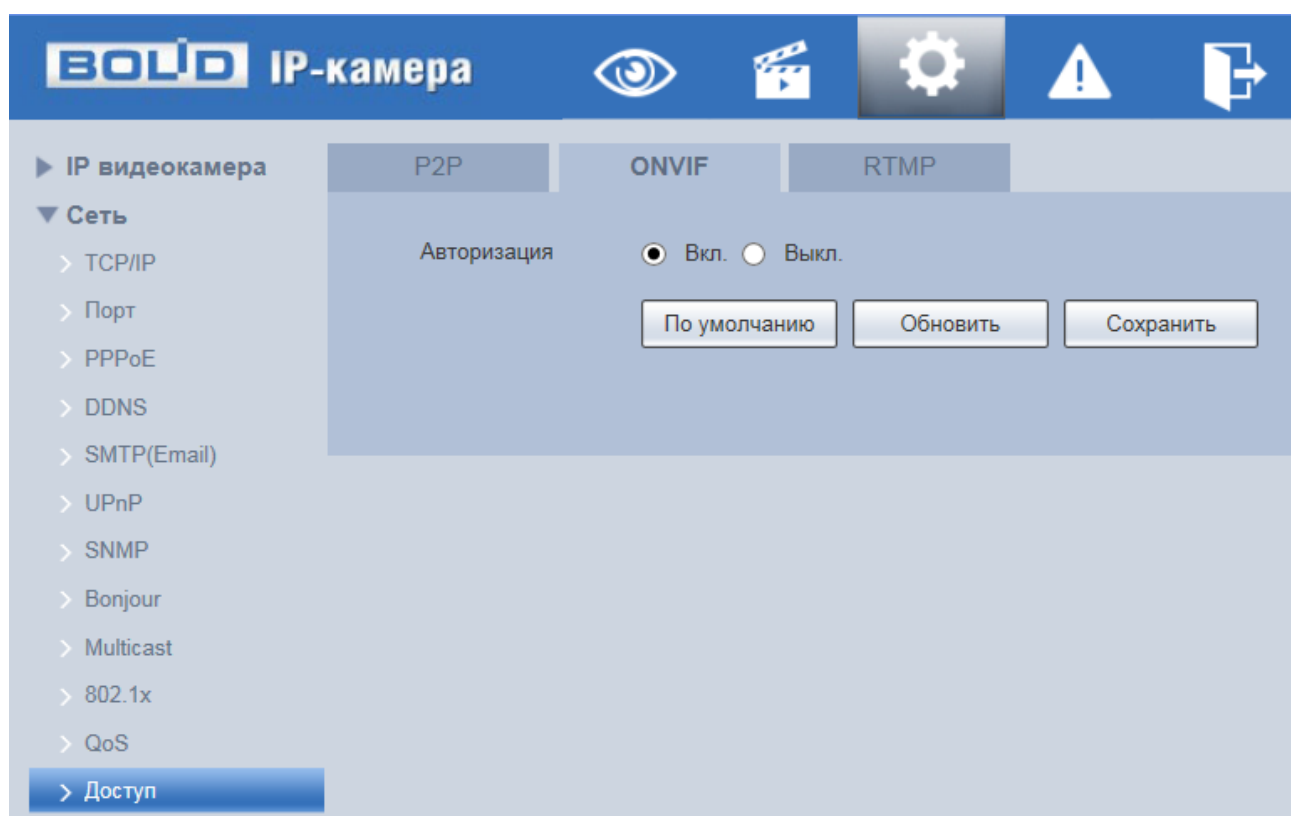 BOLID IP-камера
IP видеокамера
P2P
ONVIF
RTMP
Сеть
Авторизация
Вкл.
Выкл.
TCP/IP
Порт
По умолчанию
Обновить
Сохранить
PPPoE
DDNS
SMTP(Email)
UPnP
SNMP
Bonjour
Multicast
802.1x
QoS
Доступ